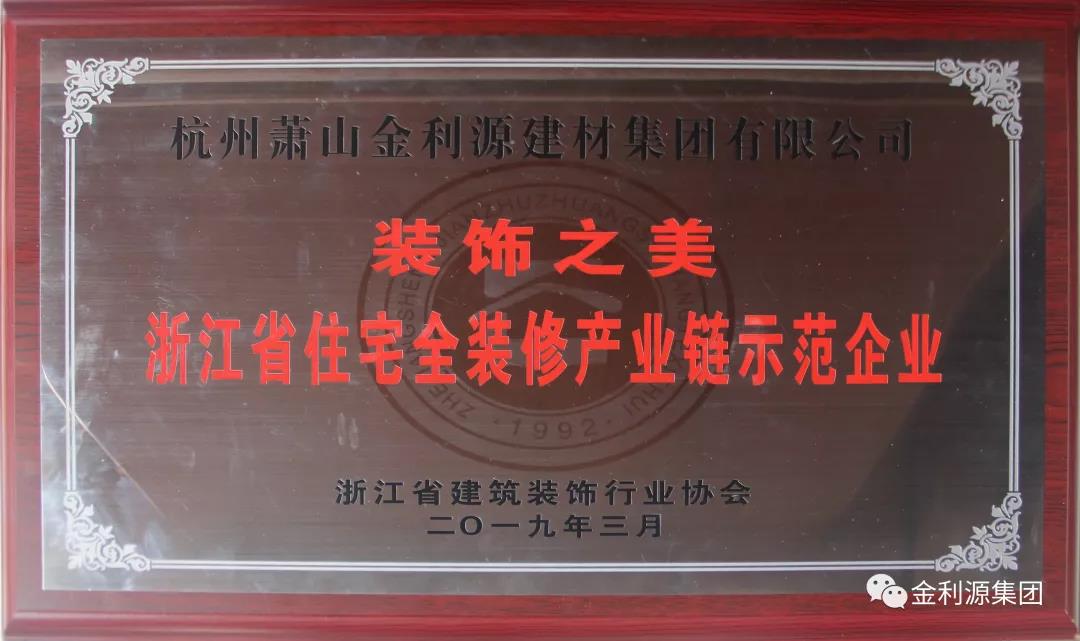 杭州萧山金利源建材集团有限公司
装饰之美
浙江省住宅全装修产业链示范企业
·1992·
浙江省建筑装饰行业协会
二〇一九年三月
金利源集团